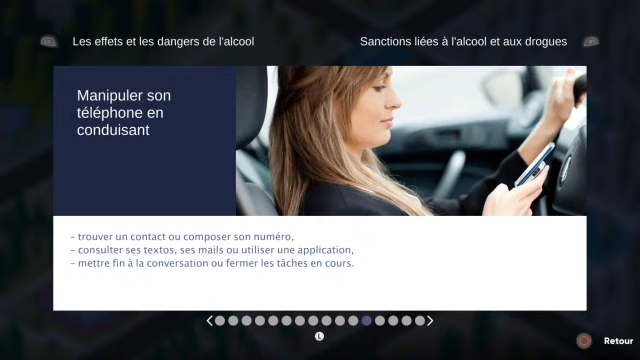 Les effets et les dangers de l'alcool
Sanctions liées à l'alcool et aux drogues
Manipuler son
téléphone en
conduisant
– trouver un contact ou composer son numéro,
– consulter ses textos, ses mails ou utiliser une application,
– mettre fin à la conversation ou fermer les tâches en cours.
L
Retour